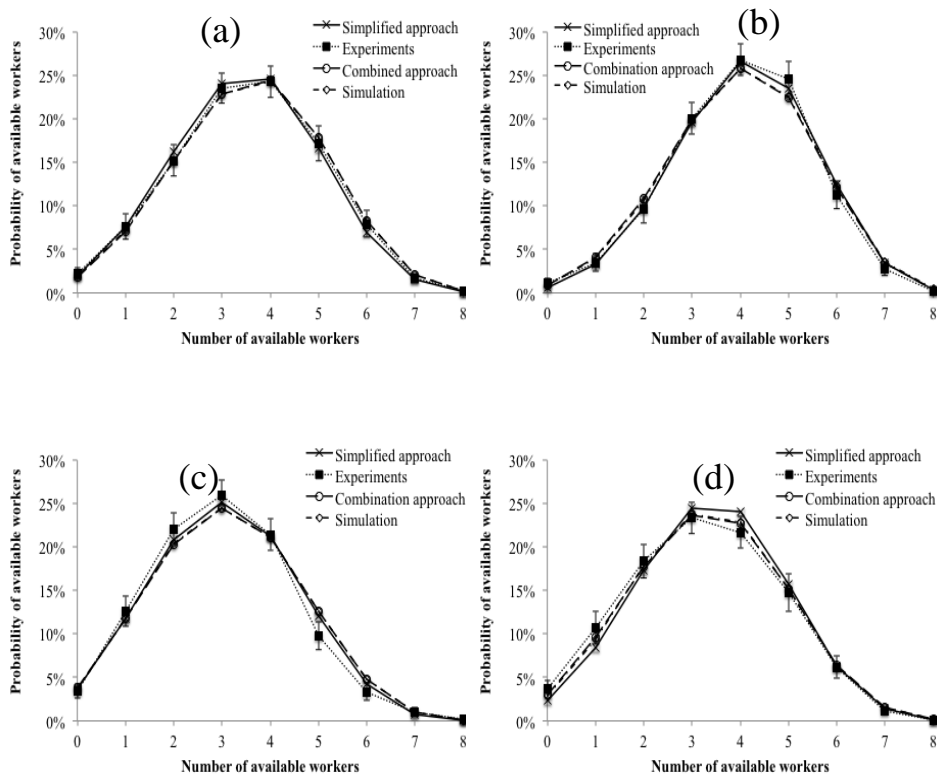 (a)
Simplified approach
Experiments
Combined approach
Simulation
Probability of available workers
30%
25%
20%
15%
10%
5%
0%
0 1 2 3 4 5 6 7 8
Number of available workers
(b)
Simplified approach
Experiments
Combination approach
Simulation
Probability of available workers
30%
25%
20%
15%
10%
5%
0%
0 1 2 3 4 5 6 7 8
Number of available workers
(c)
Simplified approach
Experiments
Combination approach
Simulation
Probability of available workers
30%
25%
20%
15%
10%
5%
0%
0 1 2 3 4 5 6 7 8
Number of available workers
(d)
Simplified approach
Experiments
Combination approach
Simulation
Probability of available workers
30%
25%
20%
15%
10%
5%
0%
0 1 2 3 4 5 6 7 8
Number of available workers